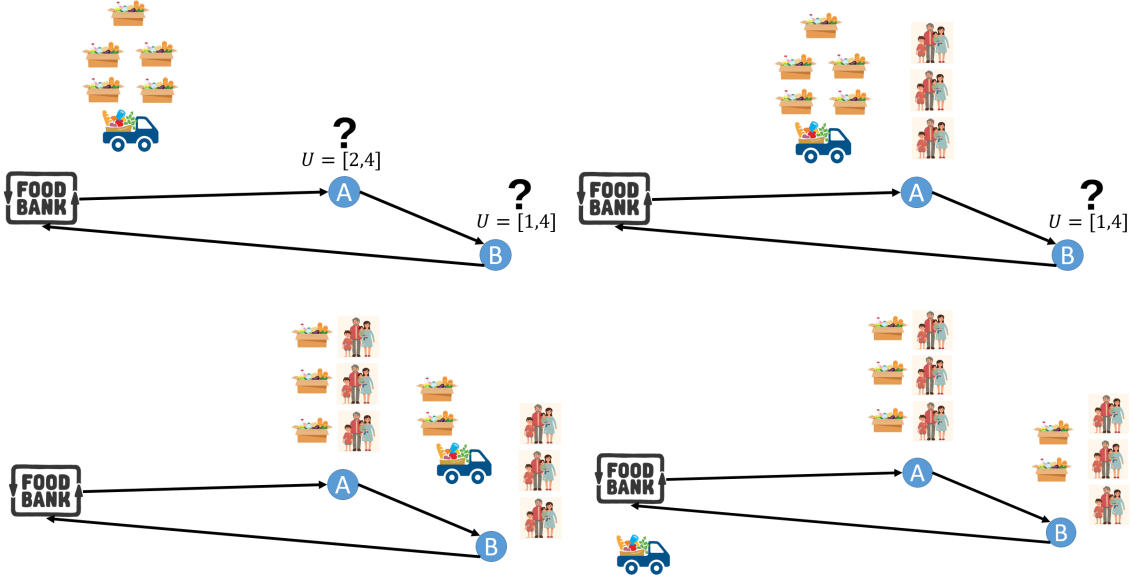 ?
U = [2,4]
FOOD
BANK
A
?
U = [1,4]
B
FOOD
BANK
A
?
U = [1,4]
B
FOOD
BANK
A
B
FOOD
BANK
A
B